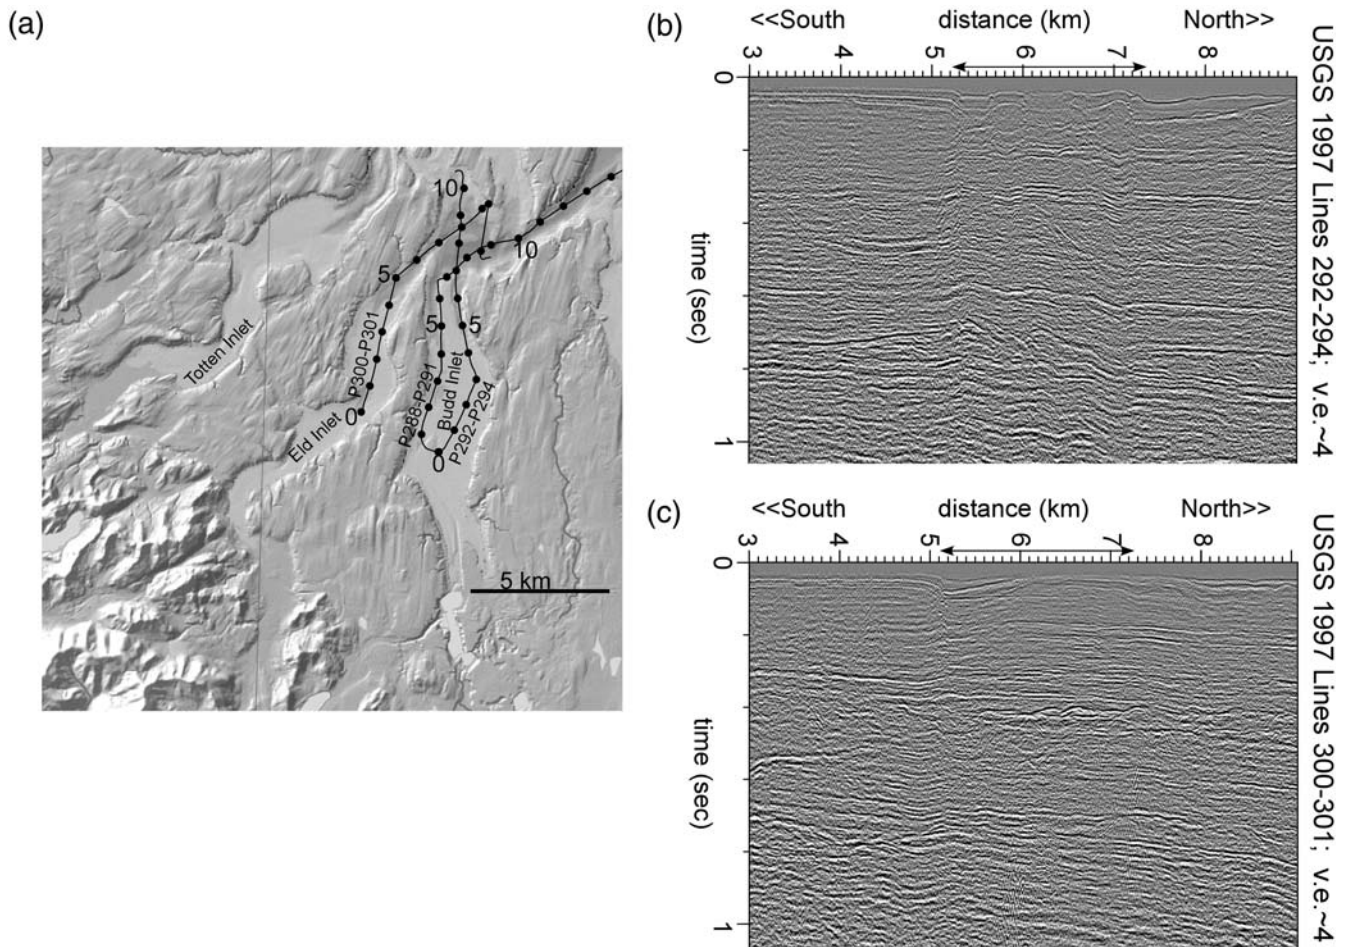 (a)
10
10
5
5
5
0
0
P300-P301
P288-P291
P292-P294
Totten Inlet
Eld Inlet
Budd Inlet
5 km
(b)
<<South distance (km) North>>
3 4 5 6 7 8
0
time (sec)
1
USGS 1997 Lines 292-294; v.e.~4
(c)
<<South distance (km) North>>
3 4 5 6 7 8
0
time (sec)
1
USGS 1997 Lines 300-301; v.e.~4